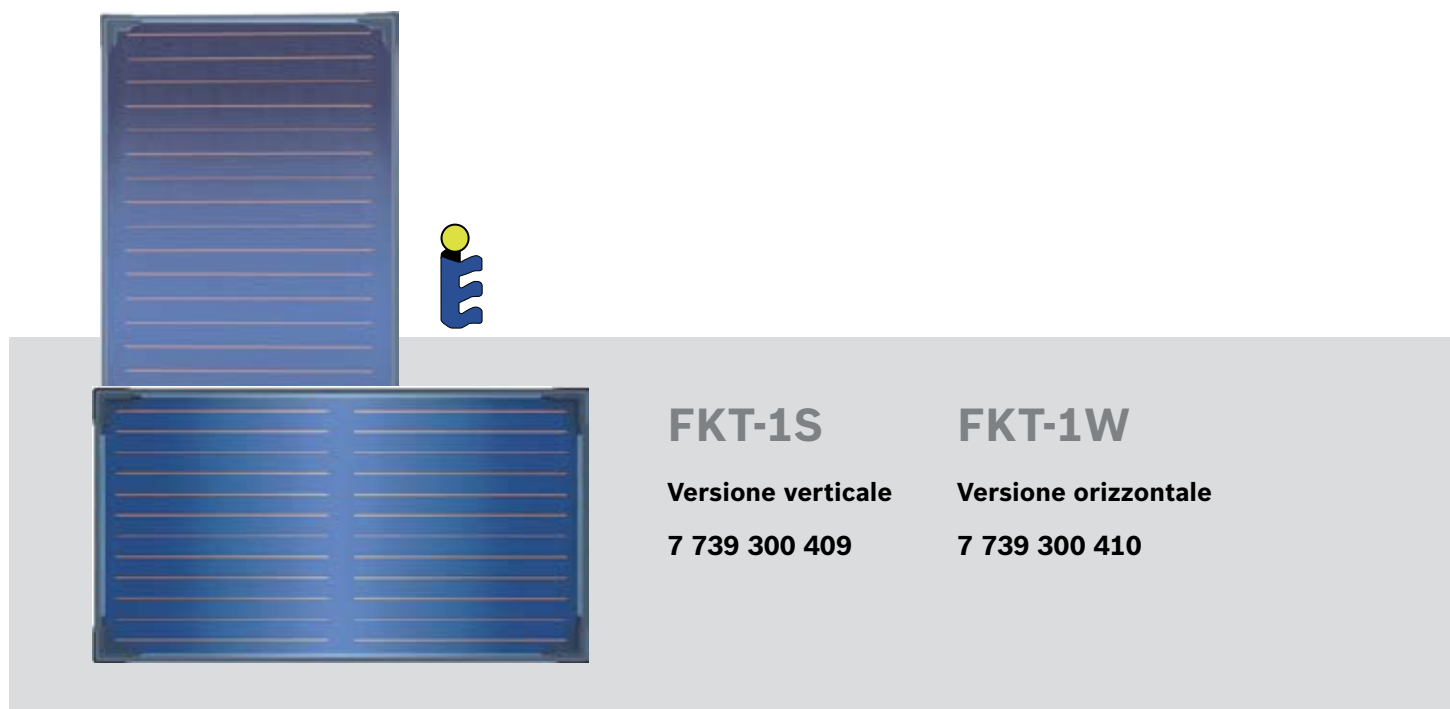 FKT-1S
Versione verticale
7 739 300 409
FKT-1W
Versione orizzontale
7 739 300 410